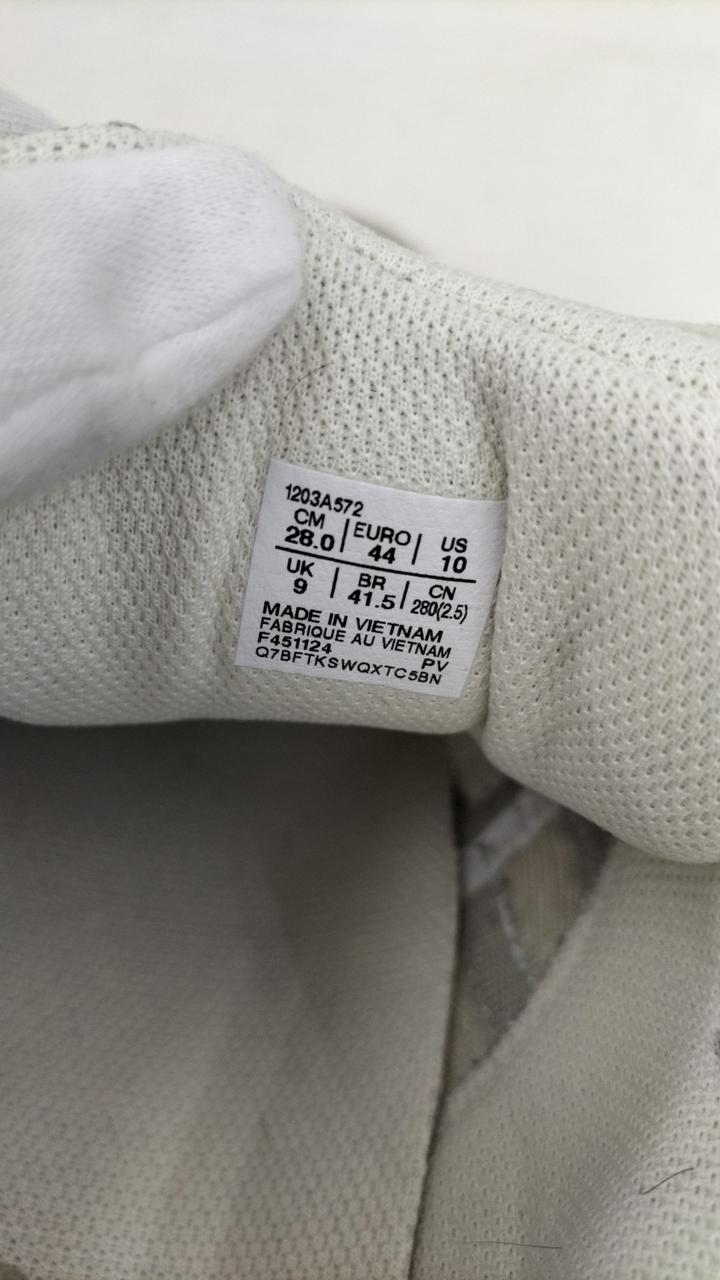 1203A572
CM | EURO | US
28.0 | 44 | 10
UK | BR | CN
9 | 41.5 | 280(2.5)
MADE IN VIETNAM
FABRIQUE AU VIETNAM
F451124 PV
Q7BFTKSWQXTC5BN